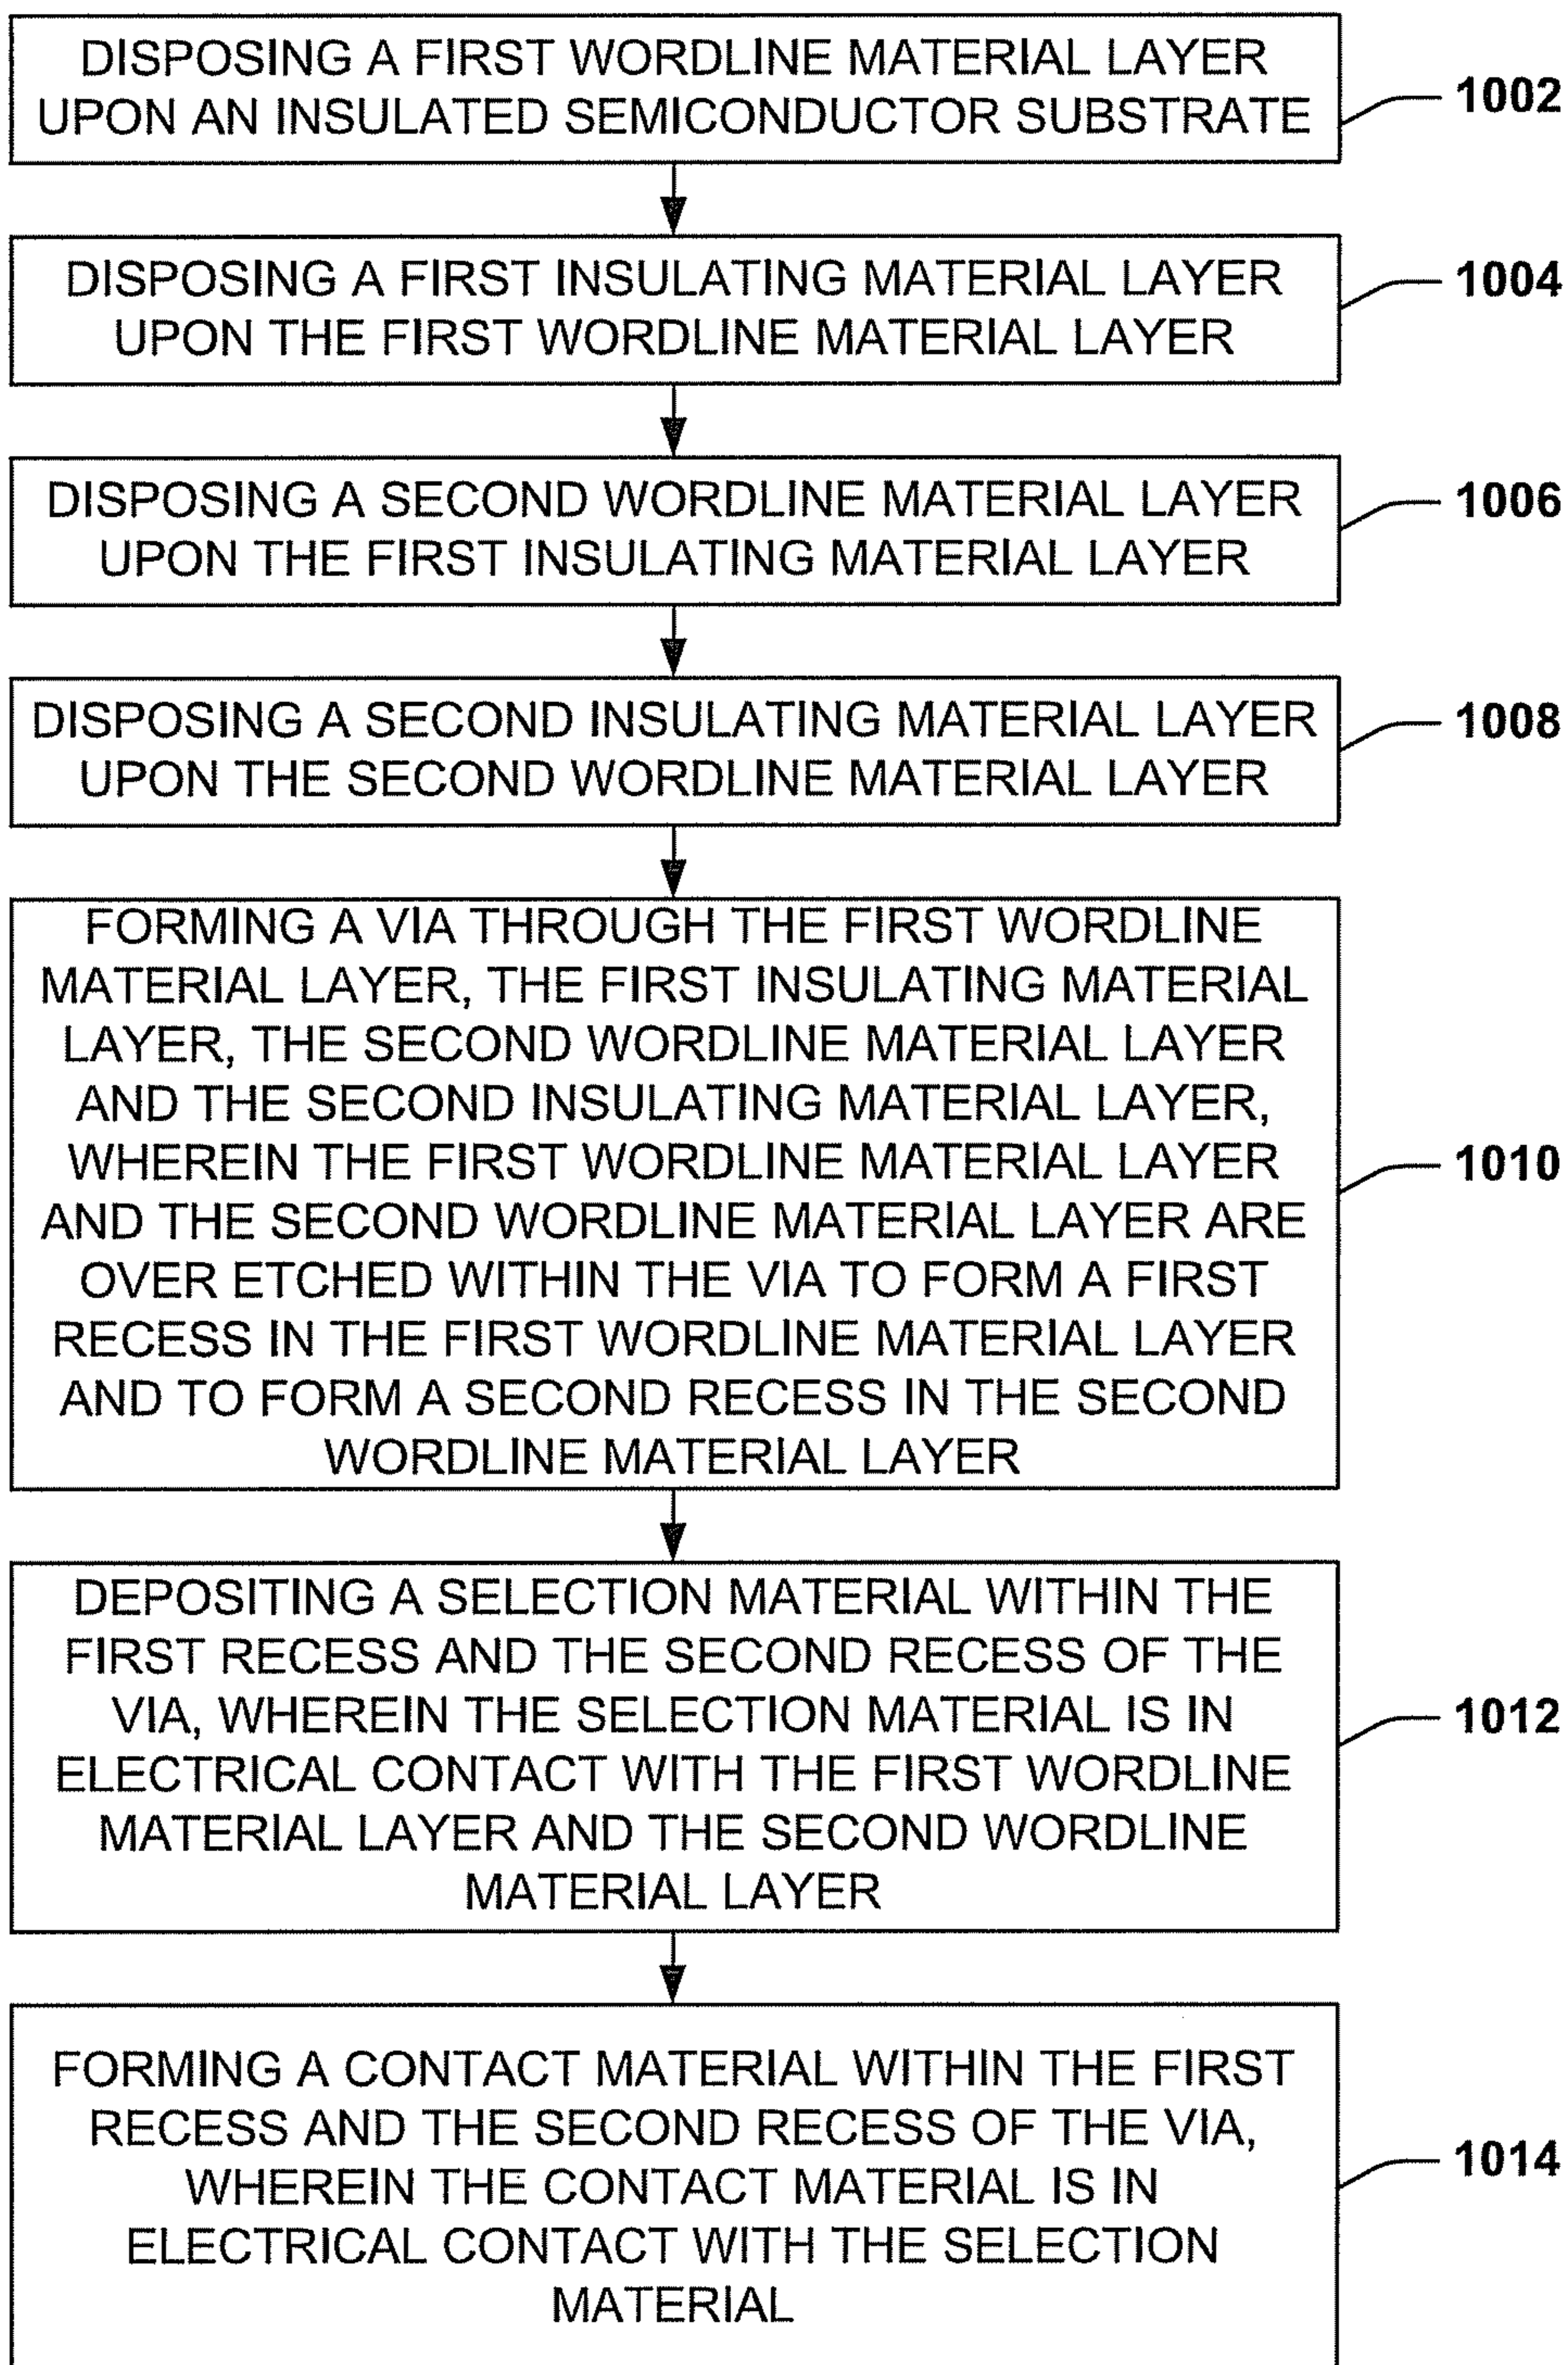 DISPOSING A FIRST WORDLINE MATERIAL LAYER
UPON AN INSULATED SEMICONDUCTOR SUBSTRATE
1002
DISPOSING A FIRST INSULATING MATERIAL LAYER
UPON THE FIRST WORDLINE MATERIAL LAYER
1004
DISPOSING A SECOND WORDLINE MATERIAL LAYER
UPON THE FIRST INSULATING MATERIAL LAYER
1006
DISPOSING A SECOND INSULATING MATERIAL LAYER
UPON THE SECOND WORDLINE MATERIAL LAYER
1008
FORMING A VIA THROUGH THE FIRST WORDLINE
MATERIAL LAYER, THE FIRST INSULATING MATERIAL
LAYER, THE SECOND WORDLINE MATERIAL LAYER
AND THE SECOND INSULATING MATERIAL LAYER,
WHEREIN THE FIRST WORDLINE MATERIAL LAYER
AND THE SECOND WORDLINE MATERIAL LAYER ARE
OVER ETCHED WITHIN THE VIA TO FORM A FIRST
RECESS IN THE FIRST WORDLINE MATERIAL LAYER
AND TO FORM A SECOND RECESS IN THE SECOND
WORDLINE MATERIAL LAYER
1010
DEPOSITING A SELECTION MATERIAL WITHIN THE
FIRST RECESS AND THE SECOND RECESS OF THE
VIA, WHEREIN THE SELECTION MATERIAL IS IN
ELECTRICAL CONTACT WITH THE FIRST WORDLINE
MATERIAL LAYER AND THE SECOND WORDLINE
MATERIAL LAYER
1012
FORMING A CONTACT MATERIAL WITHIN THE FIRST
RECESS AND THE SECOND RECESS OF THE VIA,
WHEREIN THE CONTACT MATERIAL IS IN
ELECTRICAL CONTACT WITH THE SELECTION
MATERIAL
1014